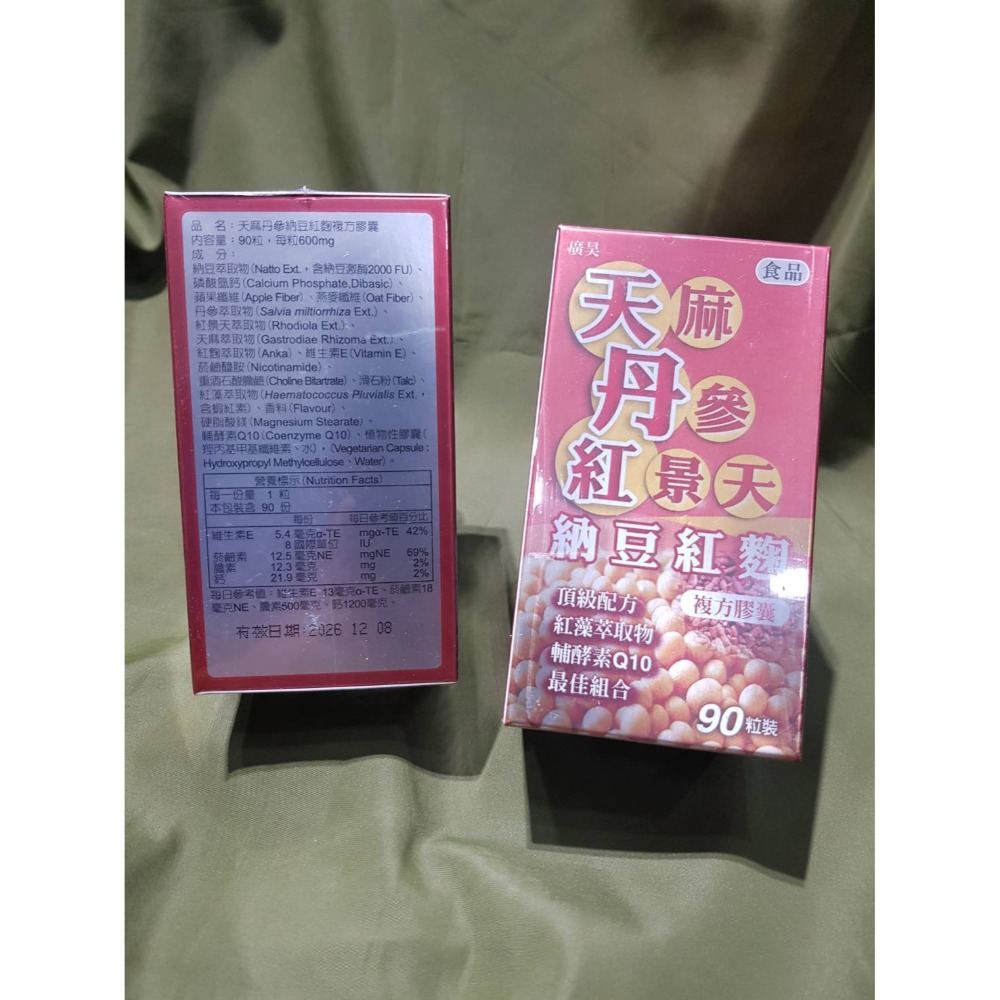 品 名：天麻丹參納豆紅麴複方膠囊
內容量：90粒，每粒600mg
成 分：
納豆萃取物(Natto Ext.，含納豆激酶2000 FU)、
磷酸氫鈣(Calcium Phosphate,Dibasic)、
蘋果纖維(Apple Fiber)、燕麥纖維(Oat Fiber)、
丹參萃取物(Salvia miltiorrhiza Ext.)、
紅景天萃取物(Rhodiola Ext.)、
天麻萃取物(Gastrodiae Rhizoma Ext.)、
紅麴萃取物(Anka)、維生素E(Vitamin E)、
菸鹼醯胺(Nicotinamide)、
重酒石酸膽鹼(Choline Bitartrate)、滑石粉(Talc)、
紅藻萃取物(Haematococcus Pluvialis Ext.，
含蝦紅素)、香料(Flavour)、
硬脂酸鎂(Magnesium Stearate)、
輔酵素Q10(Coenzyme Q10)、植物性膠囊(
羥丙基甲基纖維素、水)，(Vegetarian Capsule：
Hydroxypropyl Methylcellulose、Water)。
營養標示(Nutrition Facts)
每一份量 1 粒
本包裝含 90 份
每份 每日參考值百分比
維生素E 5.4 毫克α-TE mgα-TE 42%
8 國際單位 IU
菸鹼素 12.5 毫克NE mgNE 69%
膽素 12.3 毫克 mg 2%
鈣 21.9 毫克 mg 2%
每日參考值：維生素E 13毫克α-TE、菸鹼素18
毫克NE、膽素500毫克、鈣1200毫克。
有效日期:2026 12 08
廣昊
食品
天麻
丹參
紅景天
納豆紅麴
複方膠囊
頂級配方
紅藻萃取物
輔酵素Q10
最佳組合
90粒裝